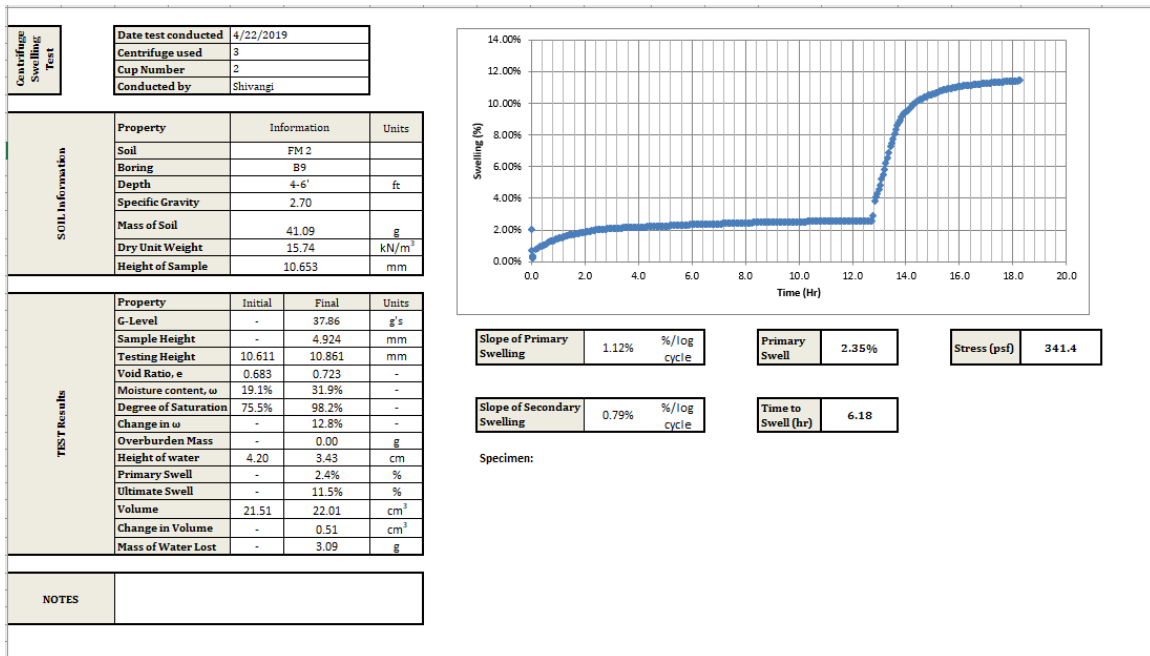 Centrifuge
Swelling
Test
Date test conducted 4/22/2019
Centrifuge used 3
Cup Number 2
Conducted by Shivangi
SOIL Information
Property Information Units
Soil FM 2
Boring B9
Depth 4-6' ft
Specific Gravity 2.70
Mass of Soil 41.09 g
Dry Unit Weight 15.74 kN/m³
Height of Sample 10.653 mm
TEST Results
Property Initial Final Units
G-Level - 37.86 g's
Sample Height - 4.924 mm
Testing Height 10.611 10.861 mm
Void Ratio, e 0.683 0.723 -
Moisture content, ω 19.1% 31.9% -
Degree of Saturation 75.5% 98.2% -
Change in ω - 12.8% -
Overburden Mass - 0.00 g
Height of water 4.20 3.43 cm
Primary Swell - 2.4% %
Ultimate Swell - 11.5% %
Volume 21.51 22.01 cm³
Change in Volume - 0.51 cm³
Mass of Water Lost - 3.09 g
NOTES
14.00%
12.00%
10.00%
8.00%
6.00%
4.00%
2.00%
0.00%
Swelling (%)
0.0 2.0 4.0 6.0 8.0 10.0 12.0 14.0 16.0 18.0 20.0
Time (Hr)
Slope of Primary
Swelling
1.12%
%/log
cycle
Primary
Swell
2.35%
Stress (psf) 341.4
Slope of Secondary
Swelling
0.79%
%/log
cycle
Time to
Swell (hr)
6.18
Specimen: